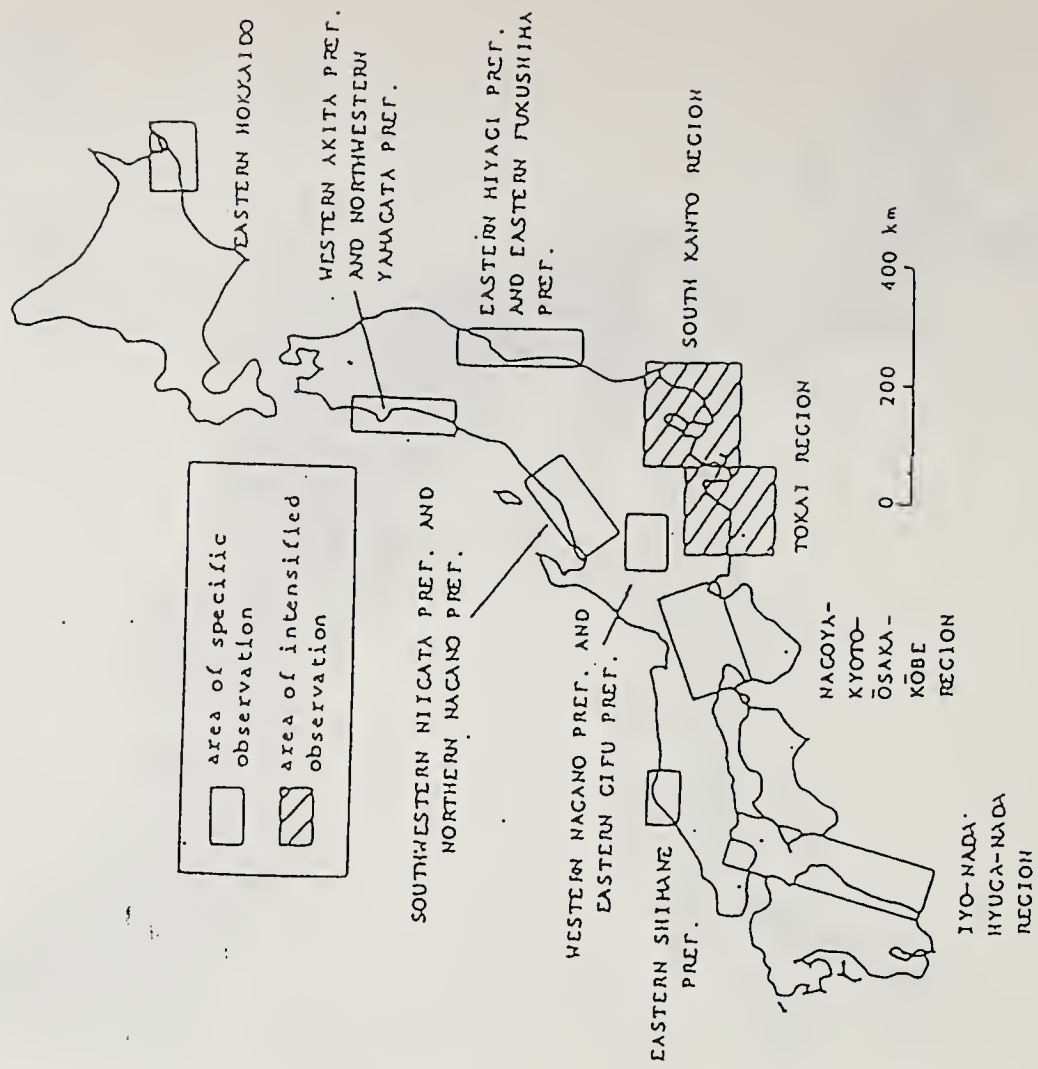 area of specific
observation
area of intensified
observation
EASTERN HOKKAIDO
WESTERN AKITA PREF.
AND NORTHWESTERN
YAMAGATA PREF.
SOUTHWESTERN NIIGATA PREF. AND
NORTHERN NAGANO PREF.
EASTERN MIYAGI PREF.
AND EASTERN FUKUSHIMA
PREF.
WESTERN NAGANO PREF. AND
EASTERN GIFU PREF.
EASTERN SHIMANE
PREF.
SOUTH KANTO REGION
TOKAI REGION
NAGOYA-
KYOTO-
ŌSAKA-
KŌBE
REGION
IYO-NADA·
HYUGA-NADA
REGION
0 200 400 km